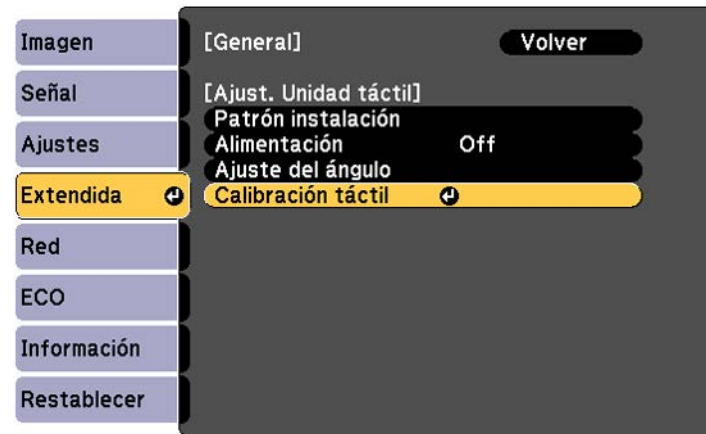 Imagen
Señal
Ajustes
Extendida
Red
ECO
Información
Restablecer
[General] Volver
[Ajust. Unidad táctil]
Patrón instalación
Alimentación Off
Ajuste del ángulo
Calibración táctil